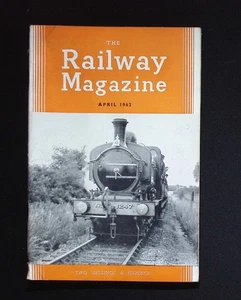 THE
Railway
Magazine
APRIL 1962
TWO SHILLINGS & SIXPENCE